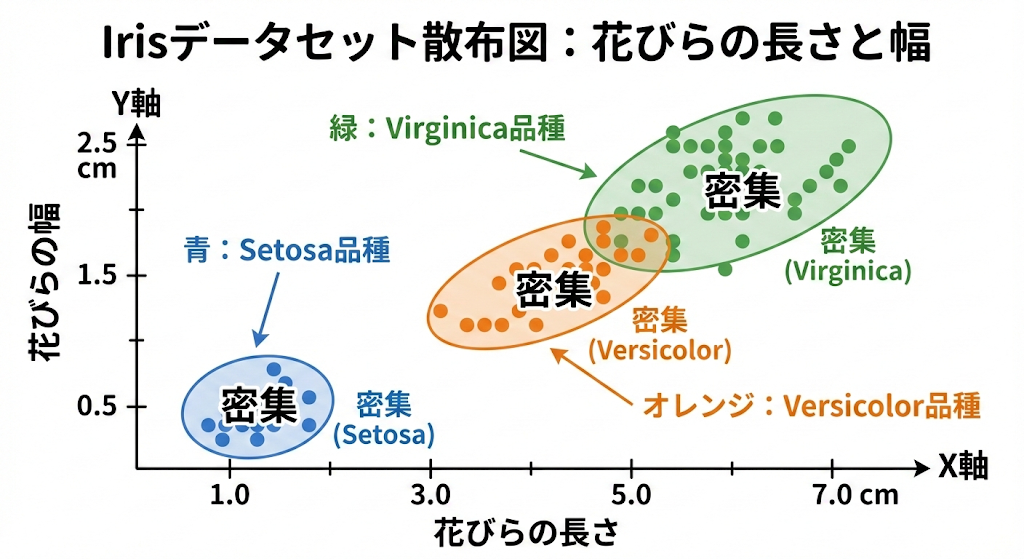 Irisデータセット散布図：花びらの長さと幅
Y軸
2.5
cm
1.5
0.5
花びらの幅
緑：Virginica品種
密集
密集
(Virginica)
青：Setosa品種
密集
密集
(Versicolor)
オレンジ：Versicolor品種
密集
密集
(Setosa)
X軸
1.0
3.0
5.0
7.0 cm
花びらの長さ